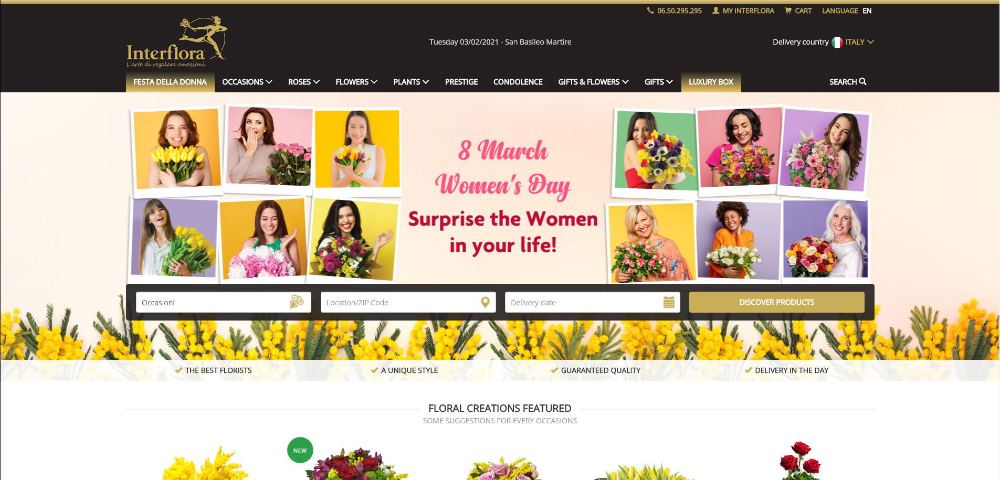 06.50.295.295 MY INTERFLORA CART LANGUAGE EN
Interflora
L'arte di regalare emozioni
Tuesday 03/02/2021 - San Basileo Martire
Delivery country ITALY
FESTA DELLA DONNA OCCASIONS ROSES FLOWERS PLANTS PRESTIGE CONDOLENCE GIFTS & FLOWERS GIFTS LUXURY BOX SEARCH
8 March
Women's Day
Surprise the Women
in your life!
Occasioni Location/ZIP Code Delivery date DISCOVER PRODUCTS
THE BEST FLORISTS A UNIQUE STYLE GUARANTEED QUALITY DELIVERY IN THE DAY
FLORAL CREATIONS FEATURED
SOME SUGGESTIONS FOR EVERY OCCASIONS
NEW